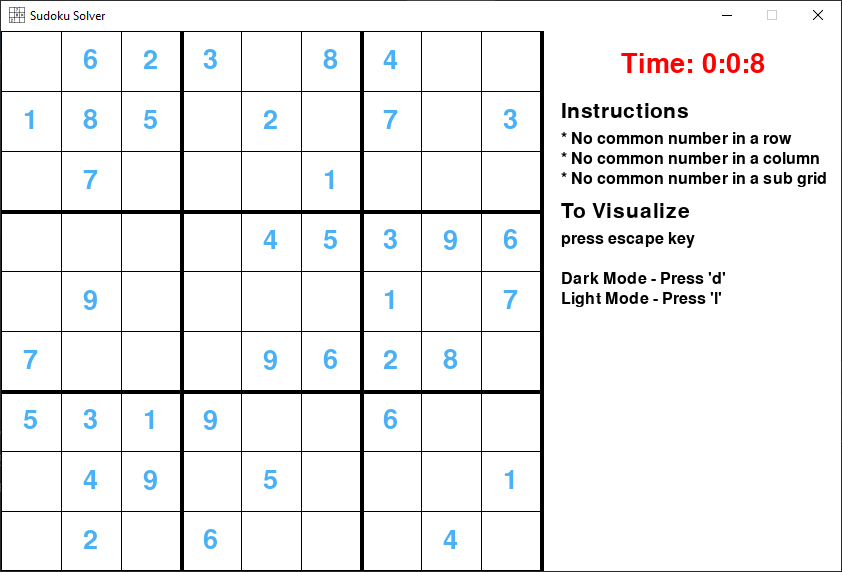 Sudoku Solver
6 2 3 8 4
1 8 5 2 7 3
7 1
4 5 3 9 6
9 1 7
7 9 6 2 8
5 3 1 9 6
4 9 5 1
2 6 4
Time: 0:0:8
Instructions
* No common number in a row
* No common number in a column
* No common number in a sub grid
To Visualize
press escape key
Dark Mode - Press 'd'
Light Mode - Press 'l'